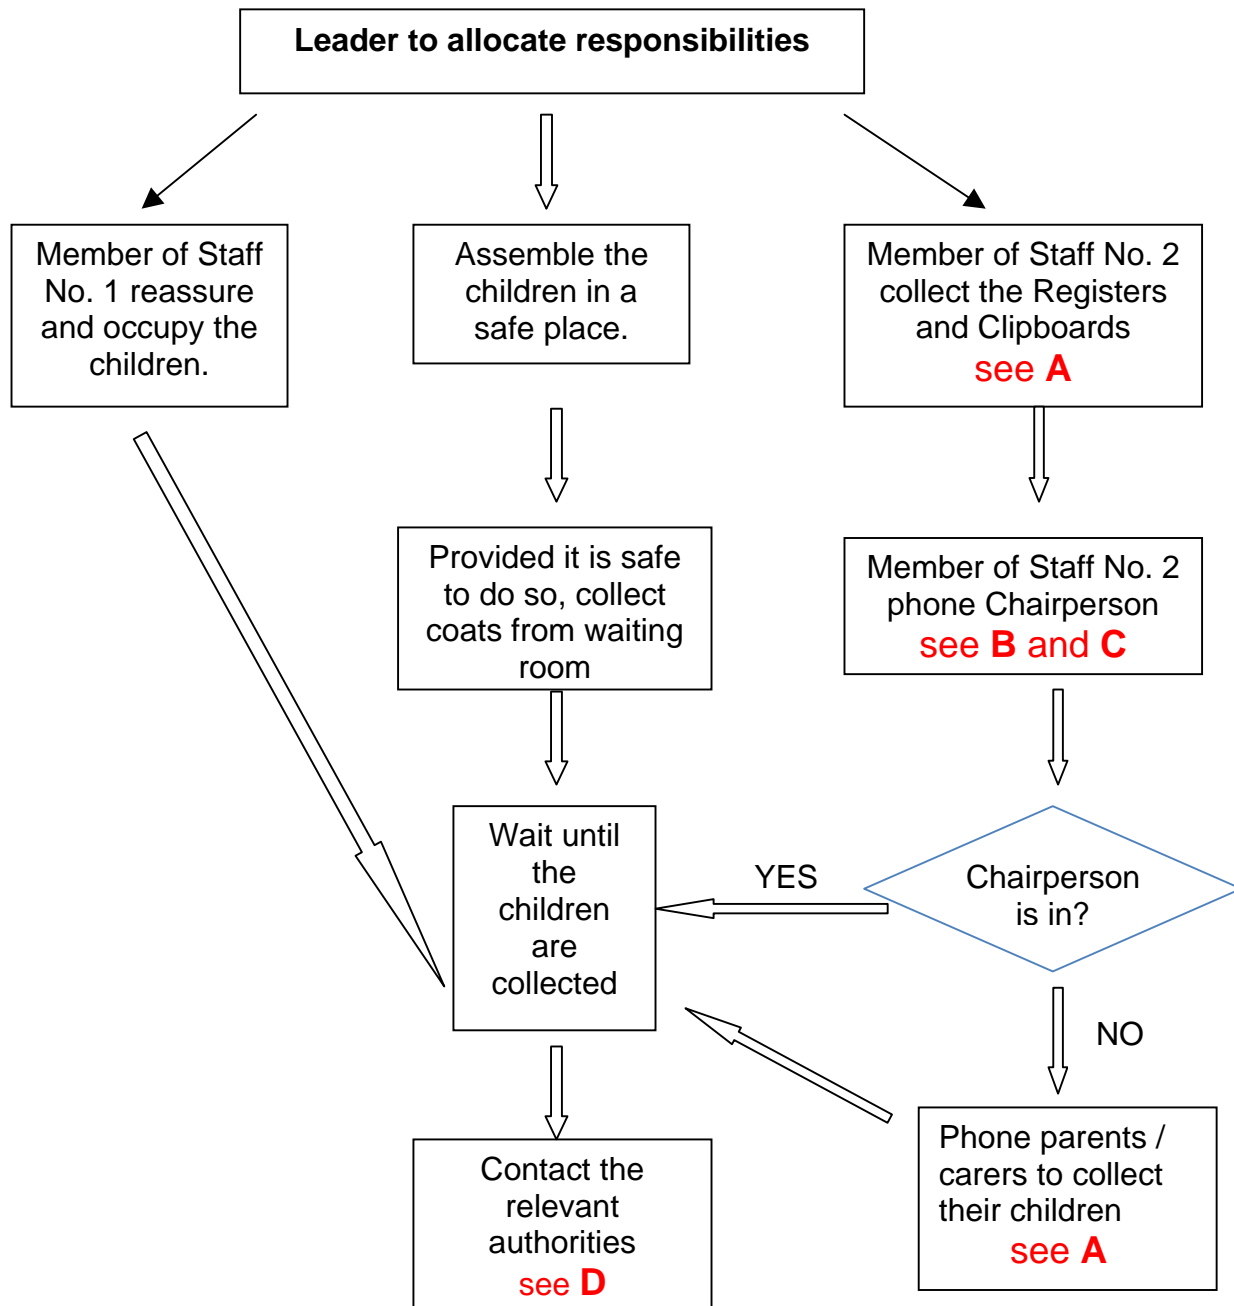 Leader to allocate responsibilities
Member of Staff
No. 1 reassure
and occupy the
children.
Assemble the
children in a
safe place.
Member of Staff No. 2
collect the Registers
and Clipboards
see A
Provided it is safe
to do so, collect
coats from waiting
room
Member of Staff No. 2
phone Chairperson
see B and C
Wait until
the
children
are
collected
YES
Chairperson
is in?
NO
Contact the
relevant
authorities
see D
Phone parents /
carers to collect
their children
see A